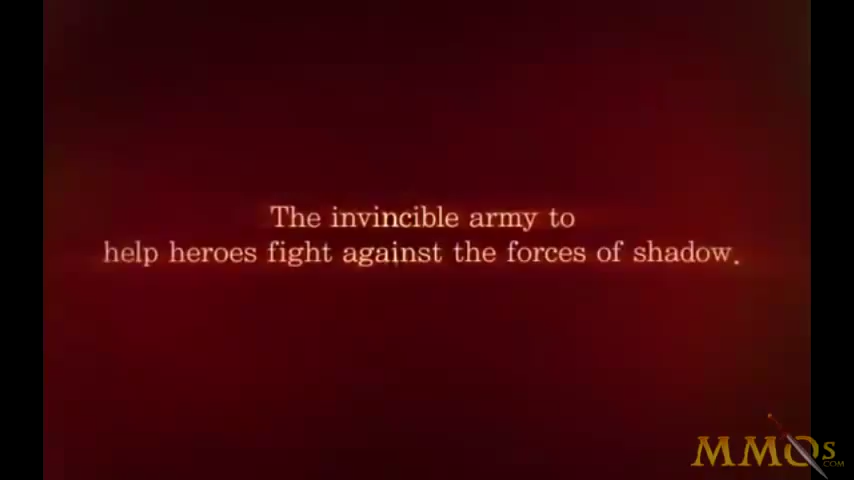 The invincible army to
help heroes fight against the forces of shadow.
MMOs
.COM